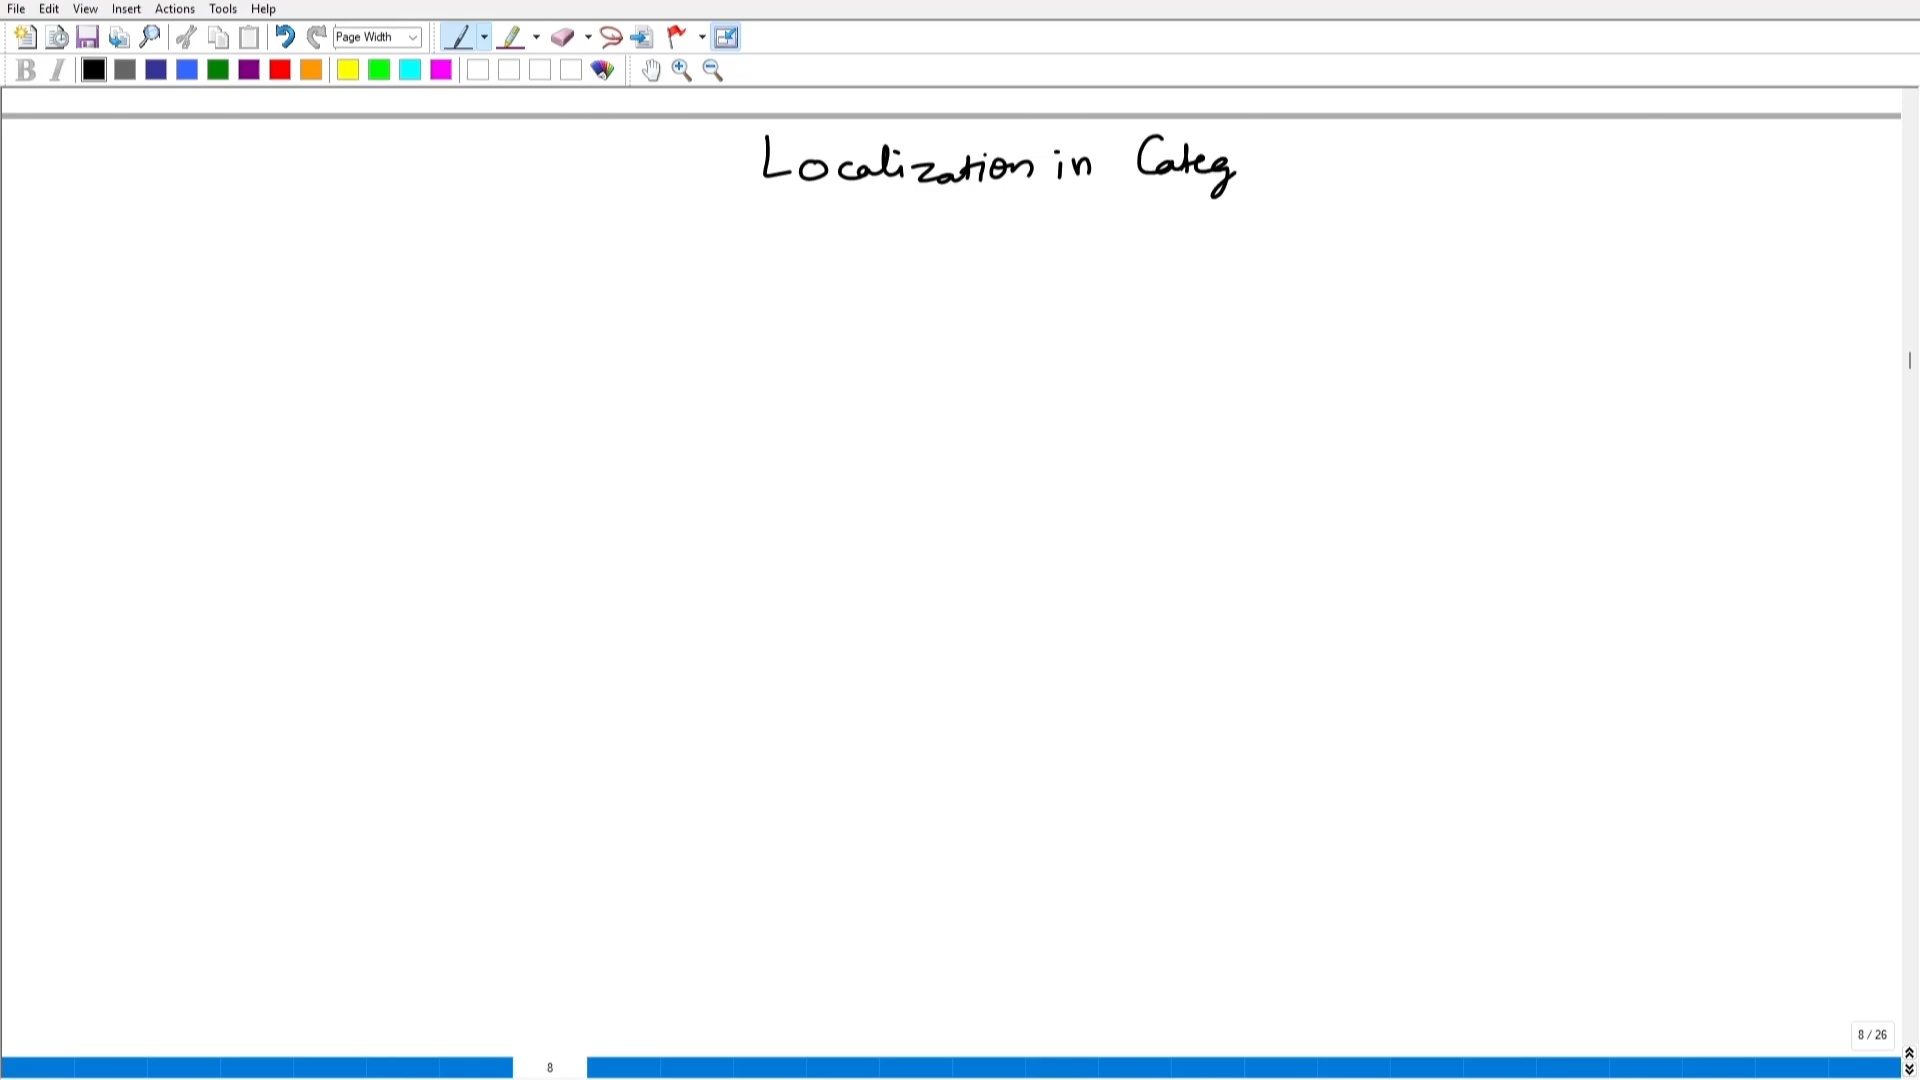 File Edit View Insert Actions Tools Help
Page Width
B I
Localization in Categ
8 / 26
8